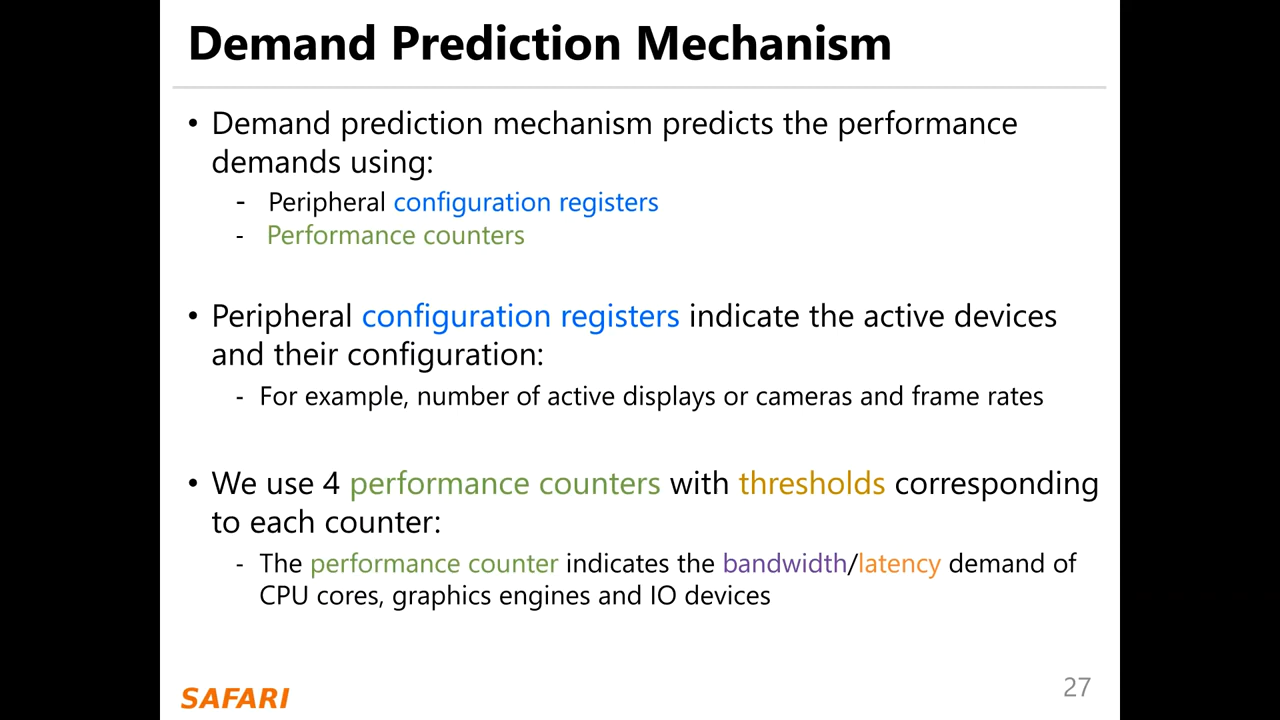 Demand Prediction Mechanism
• Demand prediction mechanism predicts the performance
demands using:
- Peripheral configuration registers
- Performance counters
• Peripheral configuration registers indicate the active devices
and their configuration:
- For example, number of active displays or cameras and frame rates
• We use 4 performance counters with thresholds corresponding
to each counter:
- The performance counter indicates the bandwidth/latency demand of
CPU cores, graphics engines and IO devices
SAFARI
27